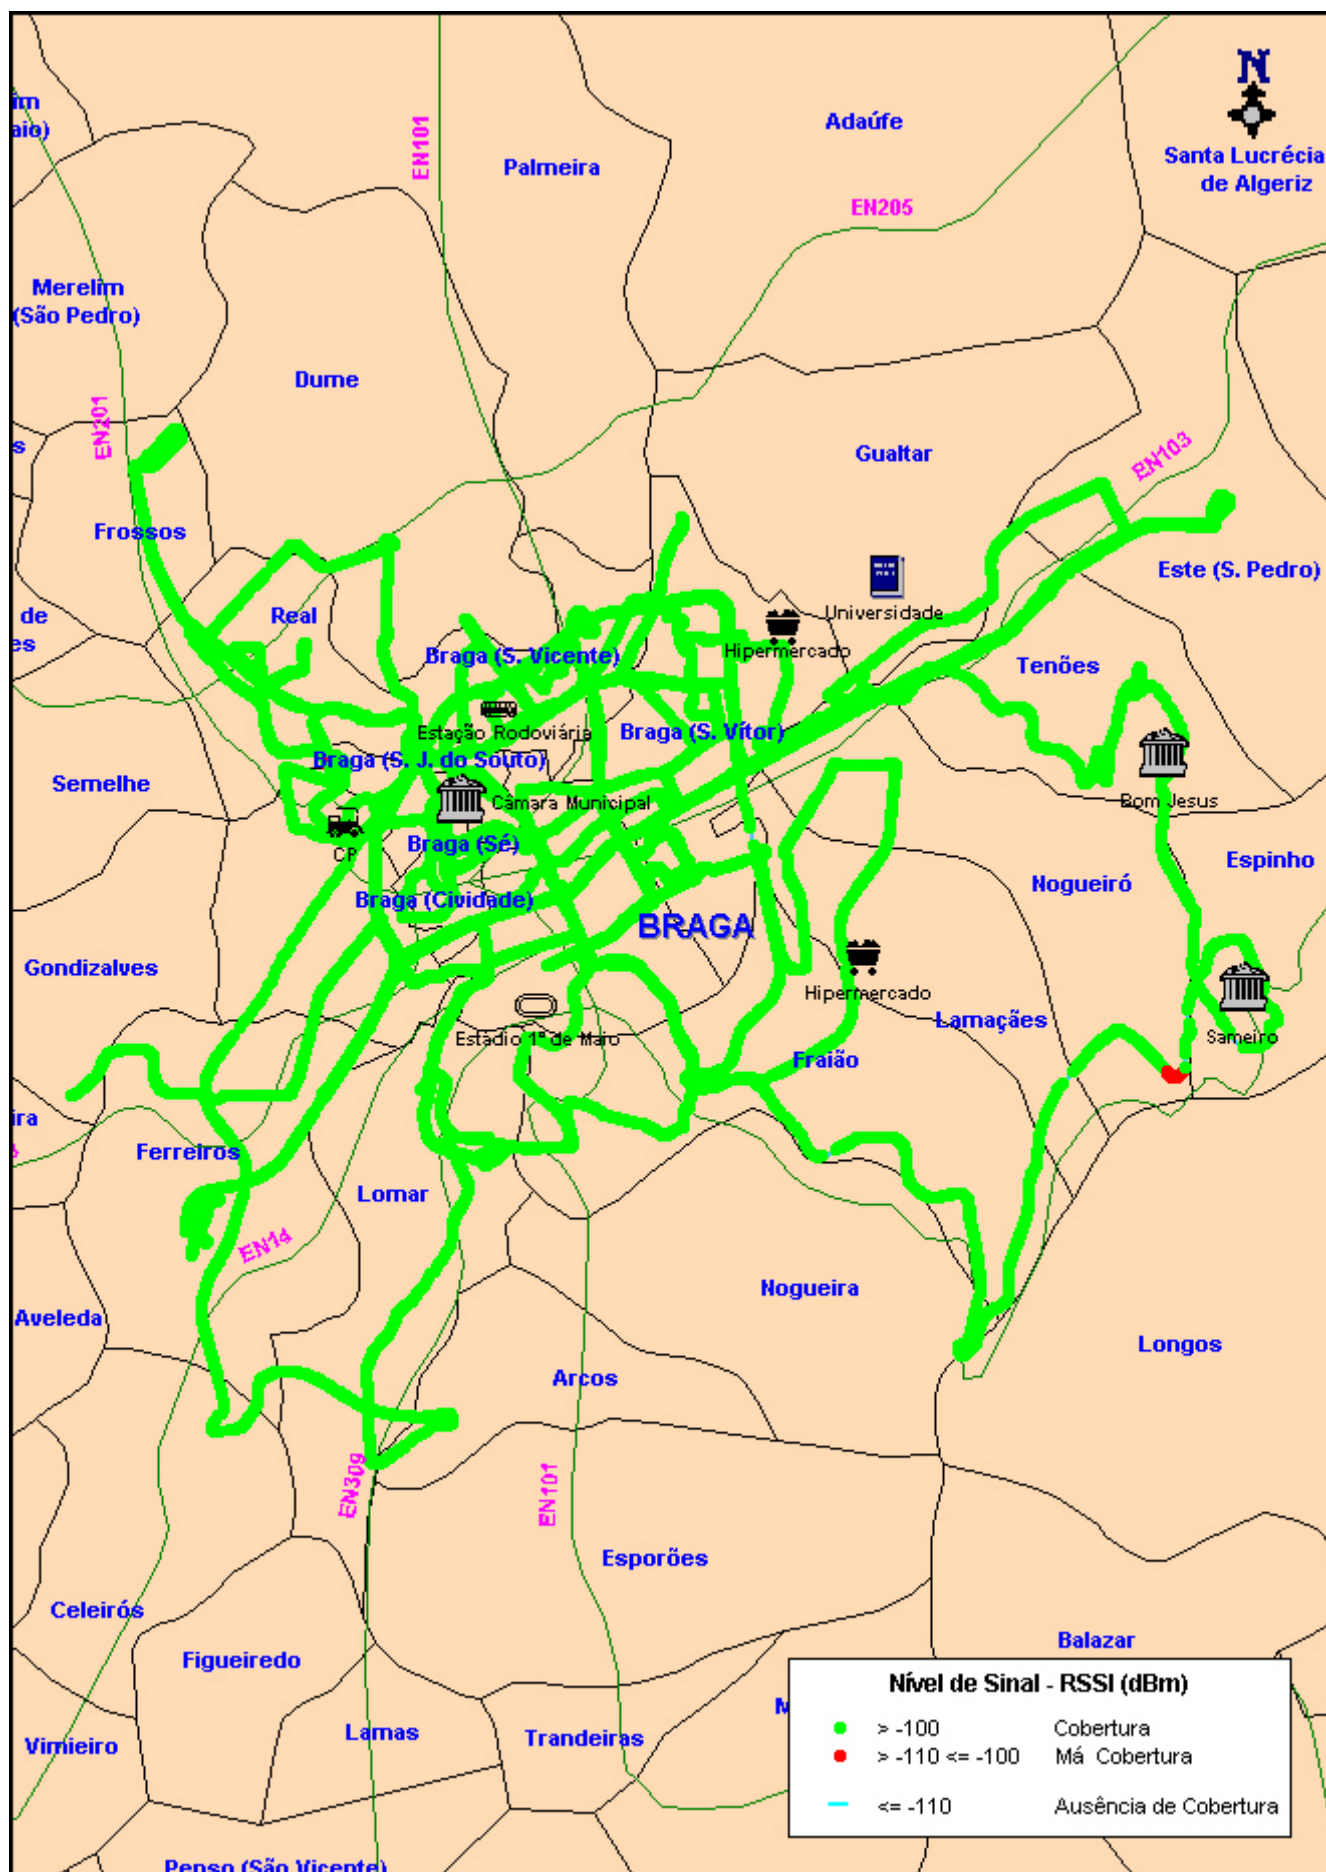 N
im
aio)
Adaúfe
EN101
Palmeira
Santa Lucrécia
de Algeriz
EN205
Merelim
(São Pedro)
Dume
EN201
s
Gualtar
EN103
Frossos
Este (S. Pedro)
de
es
Real
Universidade
Hipermercado
Braga (S. Vicente)
Tenões
Estação Rodoviária
Braga (S. Vítor)
Braga (S. J. do Souto)
Semelhe
Câmara Municipal
Bom Jesus
Braga (Sé)
CP
Espinho
Nogueiró
Braga (Cividade)
BRAGA
Gondizalves
Hipermercado
Lamaçães
Estádio 1º de Maio
Sameiro
Fraião
ira
Ferreiros
Lomar
EN14
Nogueira
Aveleda
Longos
Arcos
EN309
EN101
Esporões
Celeirós
Balazar
Figueiredo
Nível de Sinal - RSSI (dBm)
M
Lamas
Trandeiras
Vimieiro
> -100 Cobertura
> -110 <= -100 Má Cobertura
<= -110 Ausência de Cobertura
Penso (São Vicente)